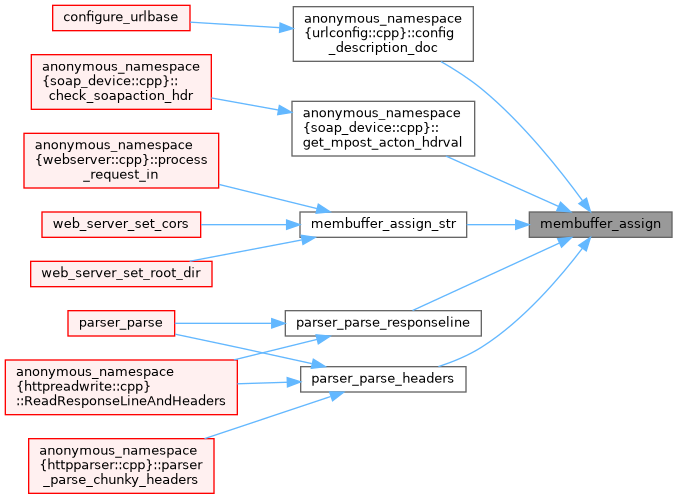 configure_urlbase
anonymous_namespace
{urlconfig::cpp}::config
_description_doc
anonymous_namespace
{soap_device::cpp}::
check_soapaction_hdr
anonymous_namespace
{soap_device::cpp}::
get_mpost_acton_hdrval
anonymous_namespace
{webserver::cpp}::process
_request_in
web_server_set_cors
membuffer_assign_str
membuffer_assign
web_server_set_root_dir
parser_parse
parser_parse_responseline
anonymous_namespace
{httpreadwrite::cpp}
::ReadResponseLineAndHeaders
parser_parse_headers
anonymous_namespace
{httpparser::cpp}::parser
_parse_chunky_headers